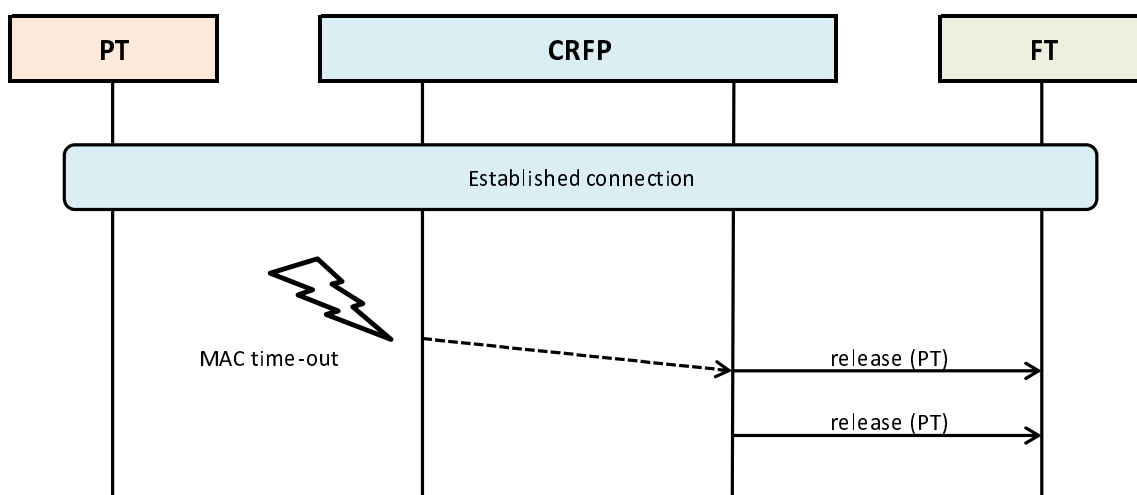 PT
CRFP
FT
Established connection
MAC time-out
release (PT)
release (PT)